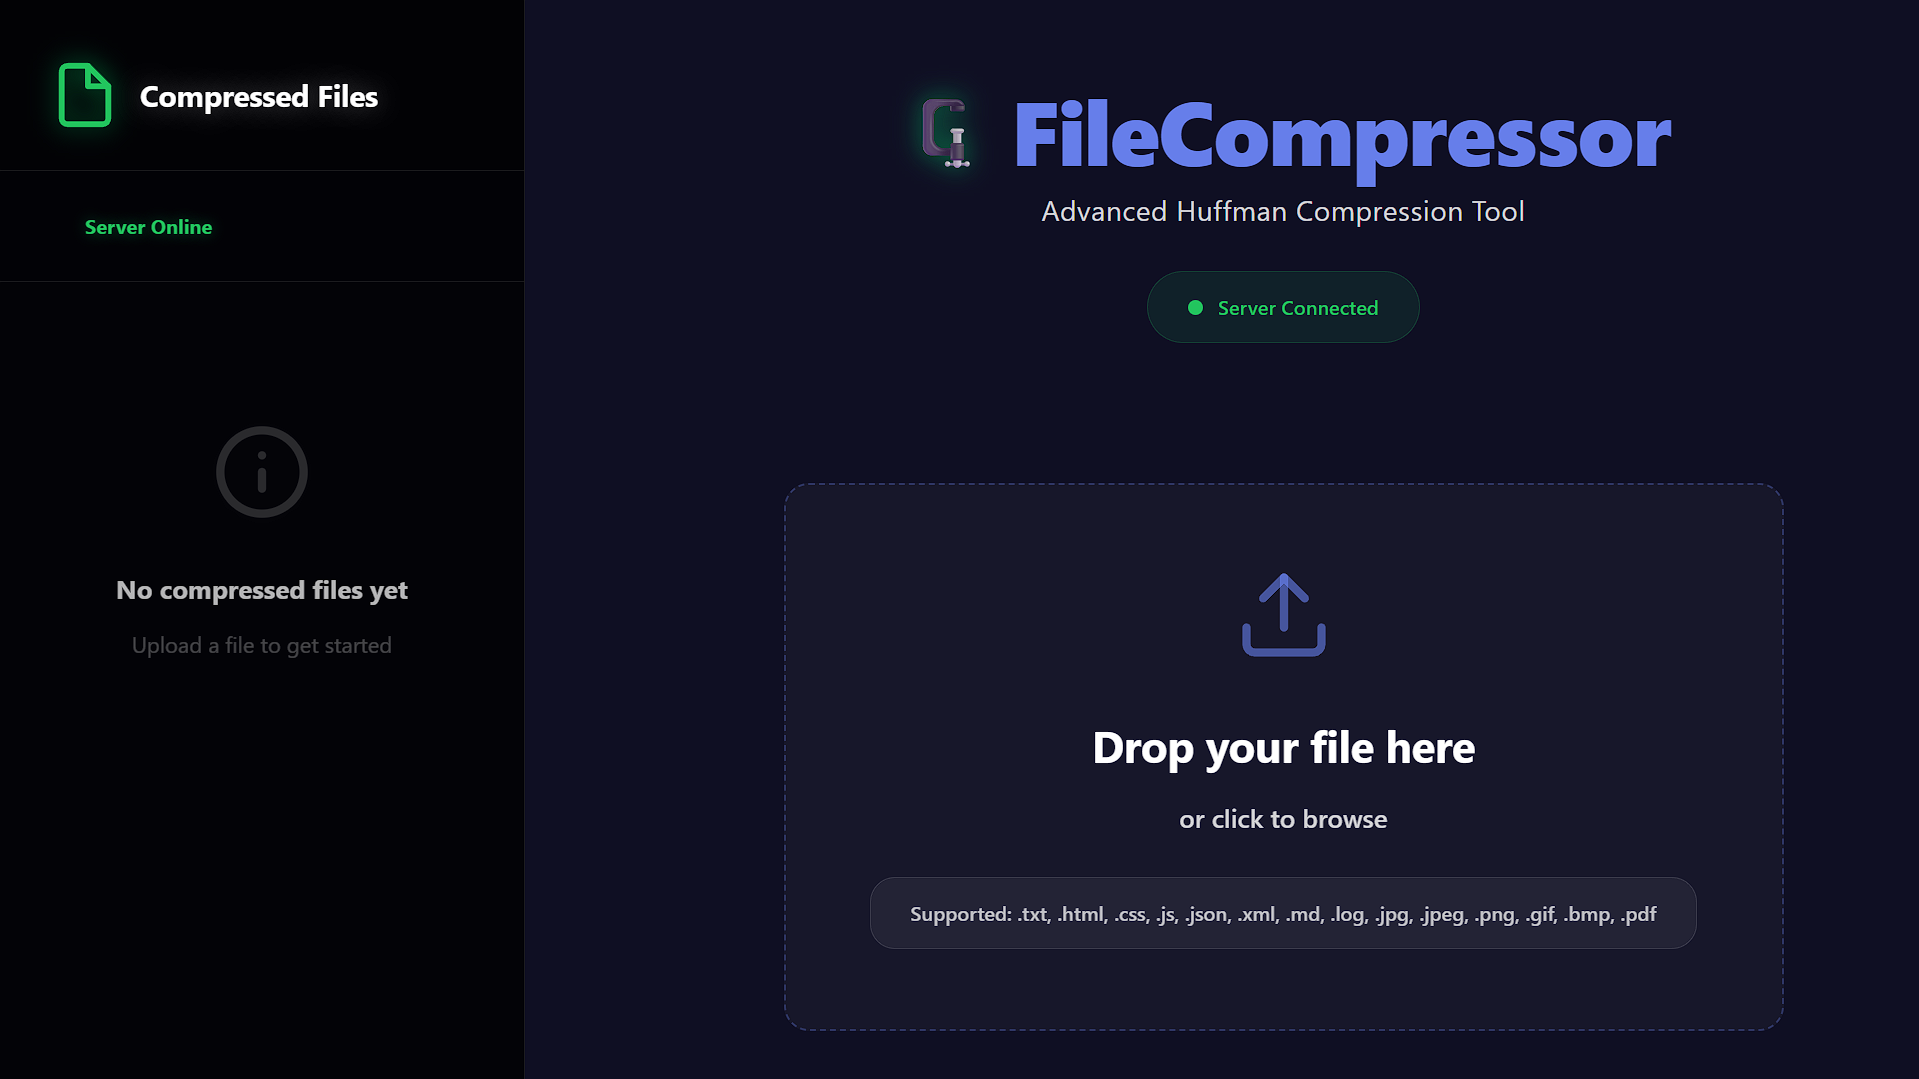 Compressed Files
Server Online
No compressed files yet
Upload a file to get started
FileCompressor
Advanced Huffman Compression Tool
Server Connected
Drop your file here
or click to browse
Supported: .txt, .html, .css, .js, .json, .xml, .md, .log, .jpg, .jpeg, .png, .gif, .bmp, .pdf